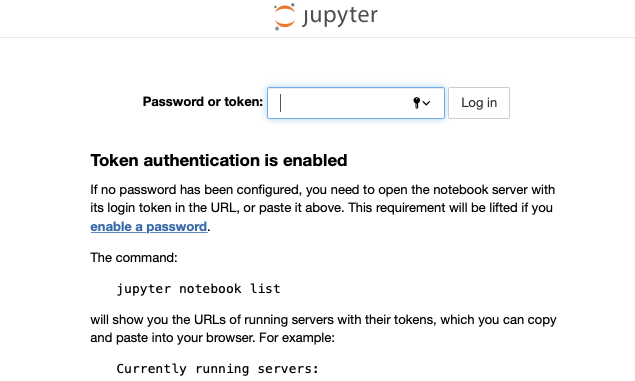 jupyter
Password or token: Log in
Token authentication is enabled
If no password has been configured, you need to open the notebook server with
its login token in the URL, or paste it above. This requirement will be lifted if you
enable a password.
The command:
jupyter notebook list
will show you the URLs of running servers with their tokens, which you can copy
and paste into your browser. For example:
Currently running servers: